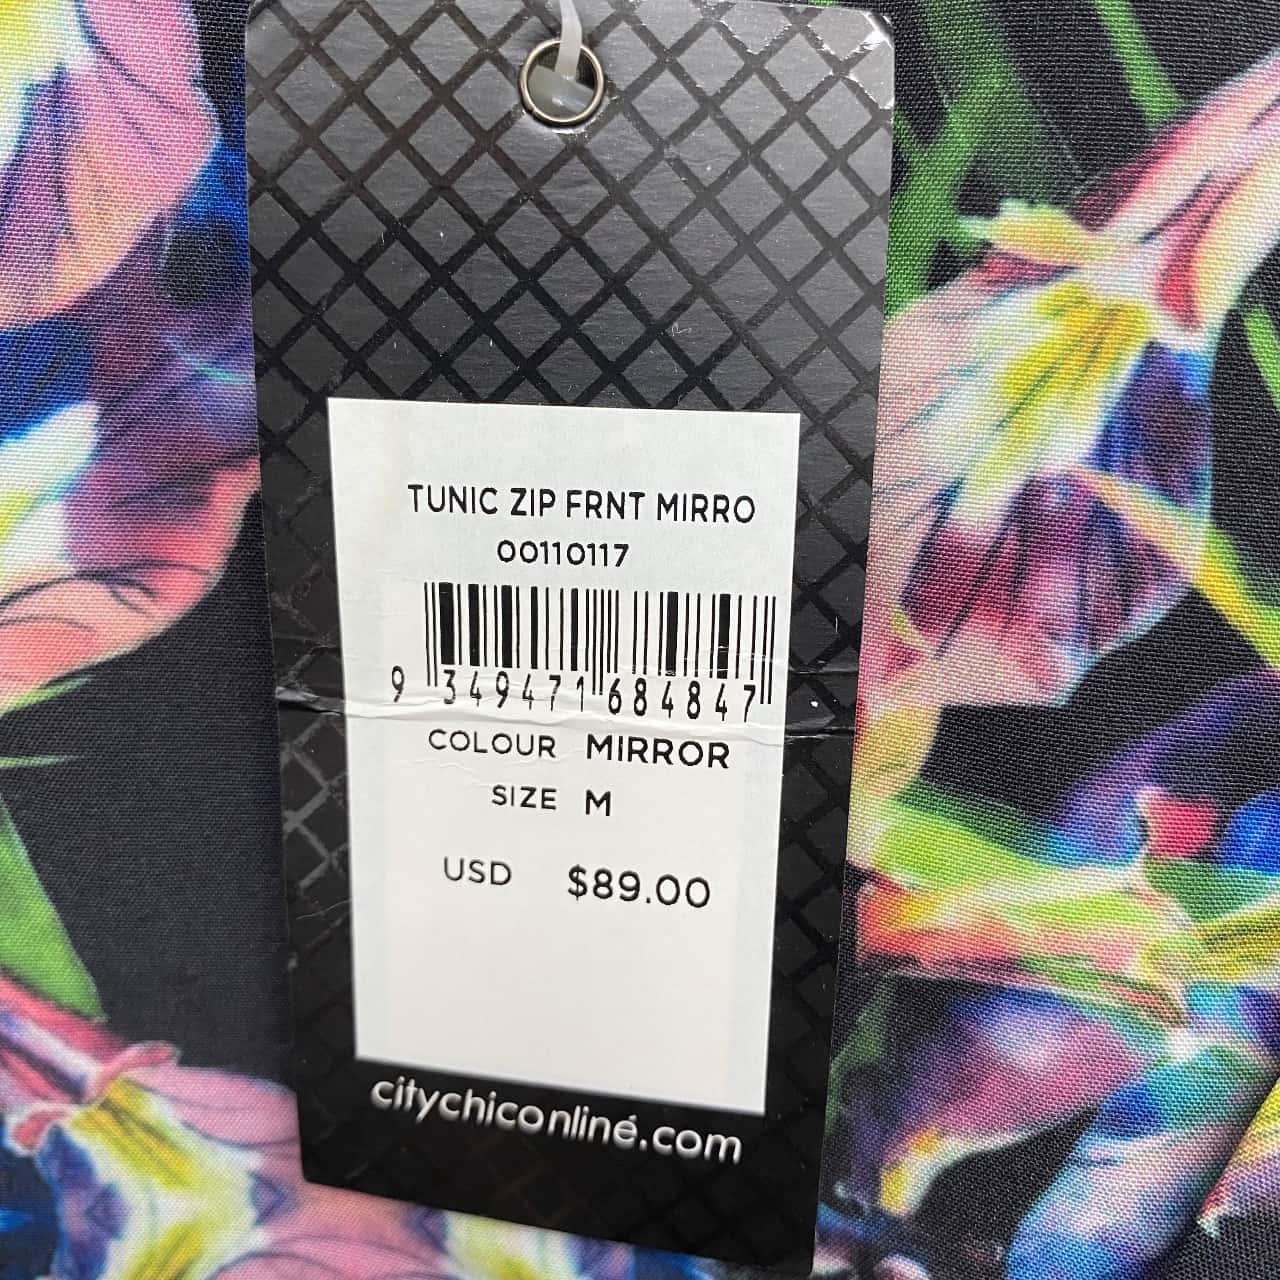 TUNIC ZIP FRNT MIRRO
00110117
9 349471 684847
COLOUR MIRROR
SIZE M
USD $89.00
citychiconline.com